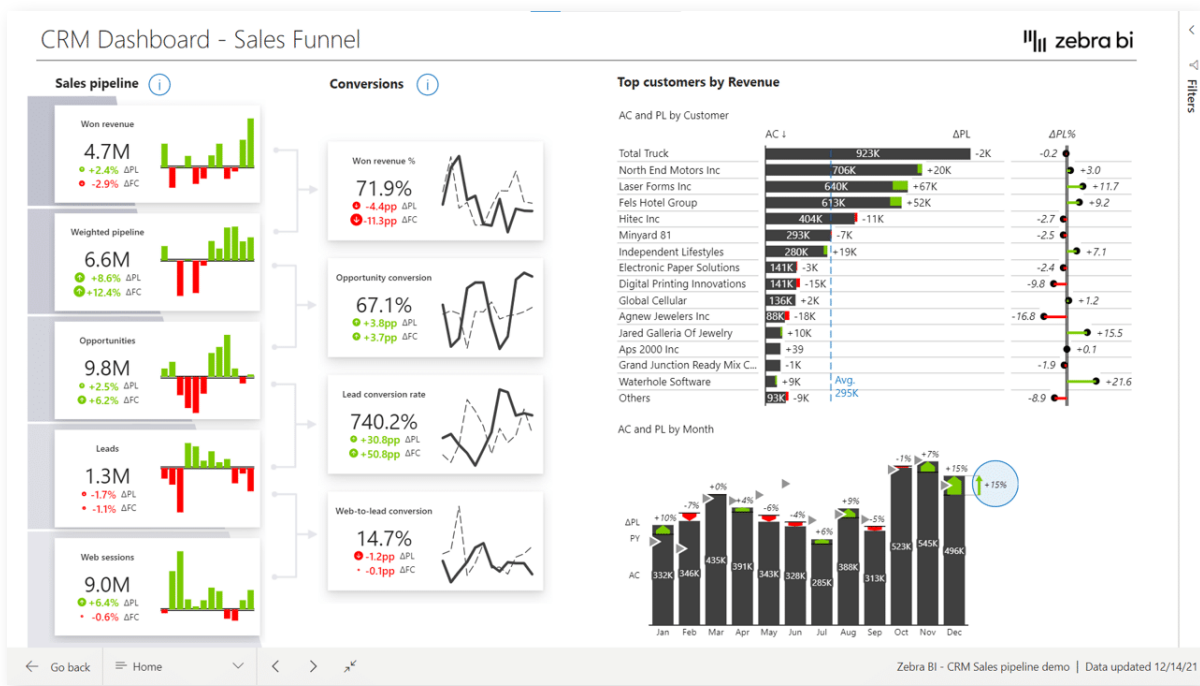 CRM Dashboard - Sales Funnel
zebra bi
Filters
Sales pipeline i
Won revenue
4.7M
+2.4% ΔPL
-2.9% ΔFC
Weighted pipeline
6.6M
+8.6% ΔPL
+12.4% ΔFC
Opportunities
9.8M
+2.5% ΔPL
+6.2% ΔFC
Leads
1.3M
-1.7% ΔPL
-1.1% ΔFC
Web sessions
9.0M
+6.4% ΔPL
-0.6% ΔFC
Conversions i
Won revenue %
71.9%
-4.4pp ΔPL
-11.3pp ΔFC
Opportunity conversion
67.1%
+3.8pp ΔPL
+3.7pp ΔFC
Lead conversion rate
740.2%
+30.8pp ΔPL
+50.8pp ΔFC
Web-to-lead conversion
14.7%
-1.2pp ΔPL
-0.1pp ΔFC
Top customers by Revenue
AC and PL by Customer
AC ↓ ΔPL ΔPL%
Total Truck 923K -2K -0.2
North End Motors Inc 706K +20K +3.0
Laser Forms Inc 640K +67K +11.7
Fels Hotel Group 613K +52K +9.2
Hitec Inc 404K -11K -2.7
Minyard 81 293K -7K -2.5
Independent Lifestyles 280K +19K +7.1
Electronic Paper Solutions 141K -3K -2.4
Digital Printing Innovations 141K -15K -9.8
Global Cellular 136K +2K +1.2
Agnew Jewelers Inc 88K -18K -16.8
Jared Galleria Of Jewelry +10K +15.5
Aps 2000 Inc +39 +0.1
Grand Junction Ready Mix C... -1K -1.9
Waterhole Software +9K +21.6
Others 93K -9K -8.9
Avg.
295K
AC and PL by Month
ΔPL +10% -7% +0% +4% -6% -4% +6% +9% -5% -1% +7% +15% +15%
PY
AC 332K 346K 435K 391K 343K 328K 285K 388K 313K 523K 545K 496K
Jan Feb Mar Apr May Jun Jul Aug Sep Oct Nov Dec
Go back Home
Zebra BI - CRM Sales pipeline demo | Data updated 12/14/21